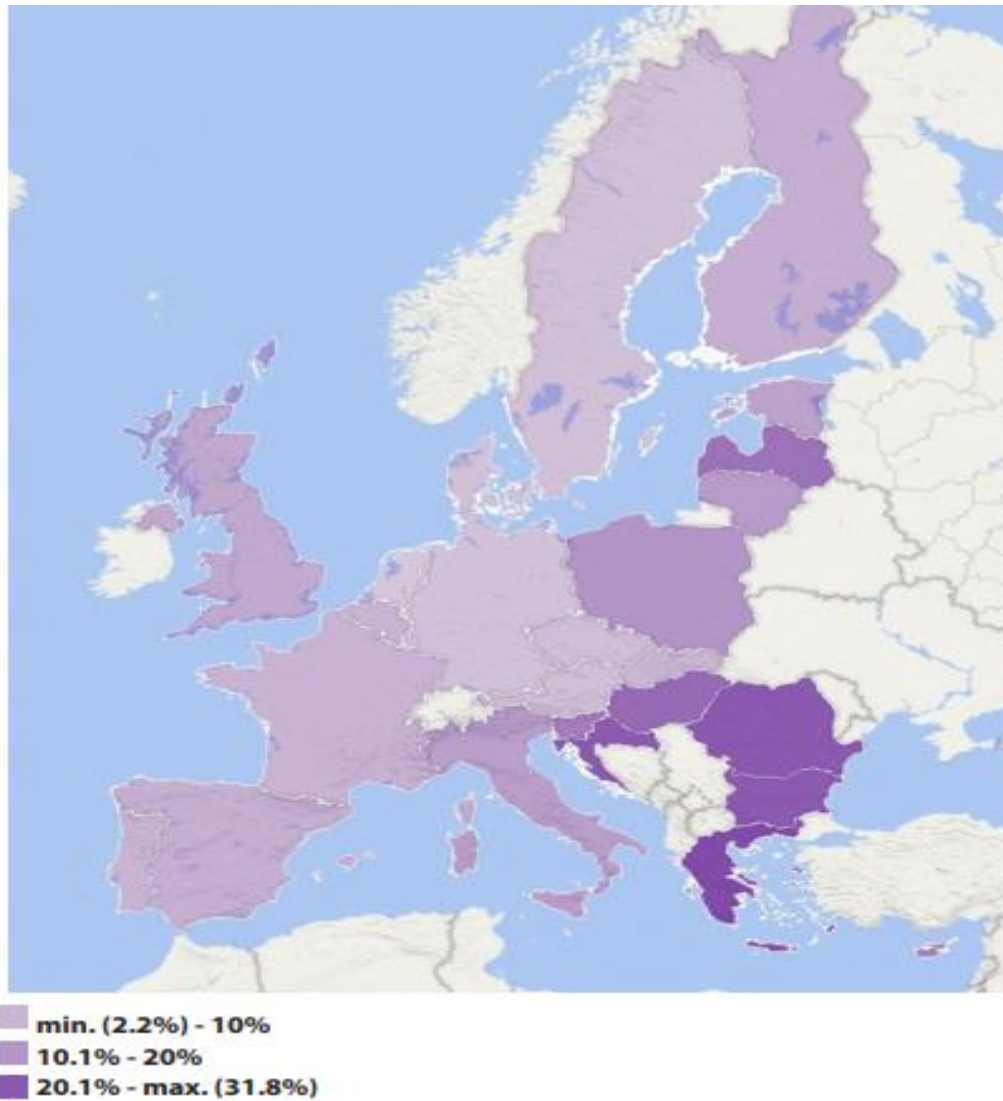 min. (2.2%) - 10%
10.1% - 20%
20.1% - max. (31.8%)